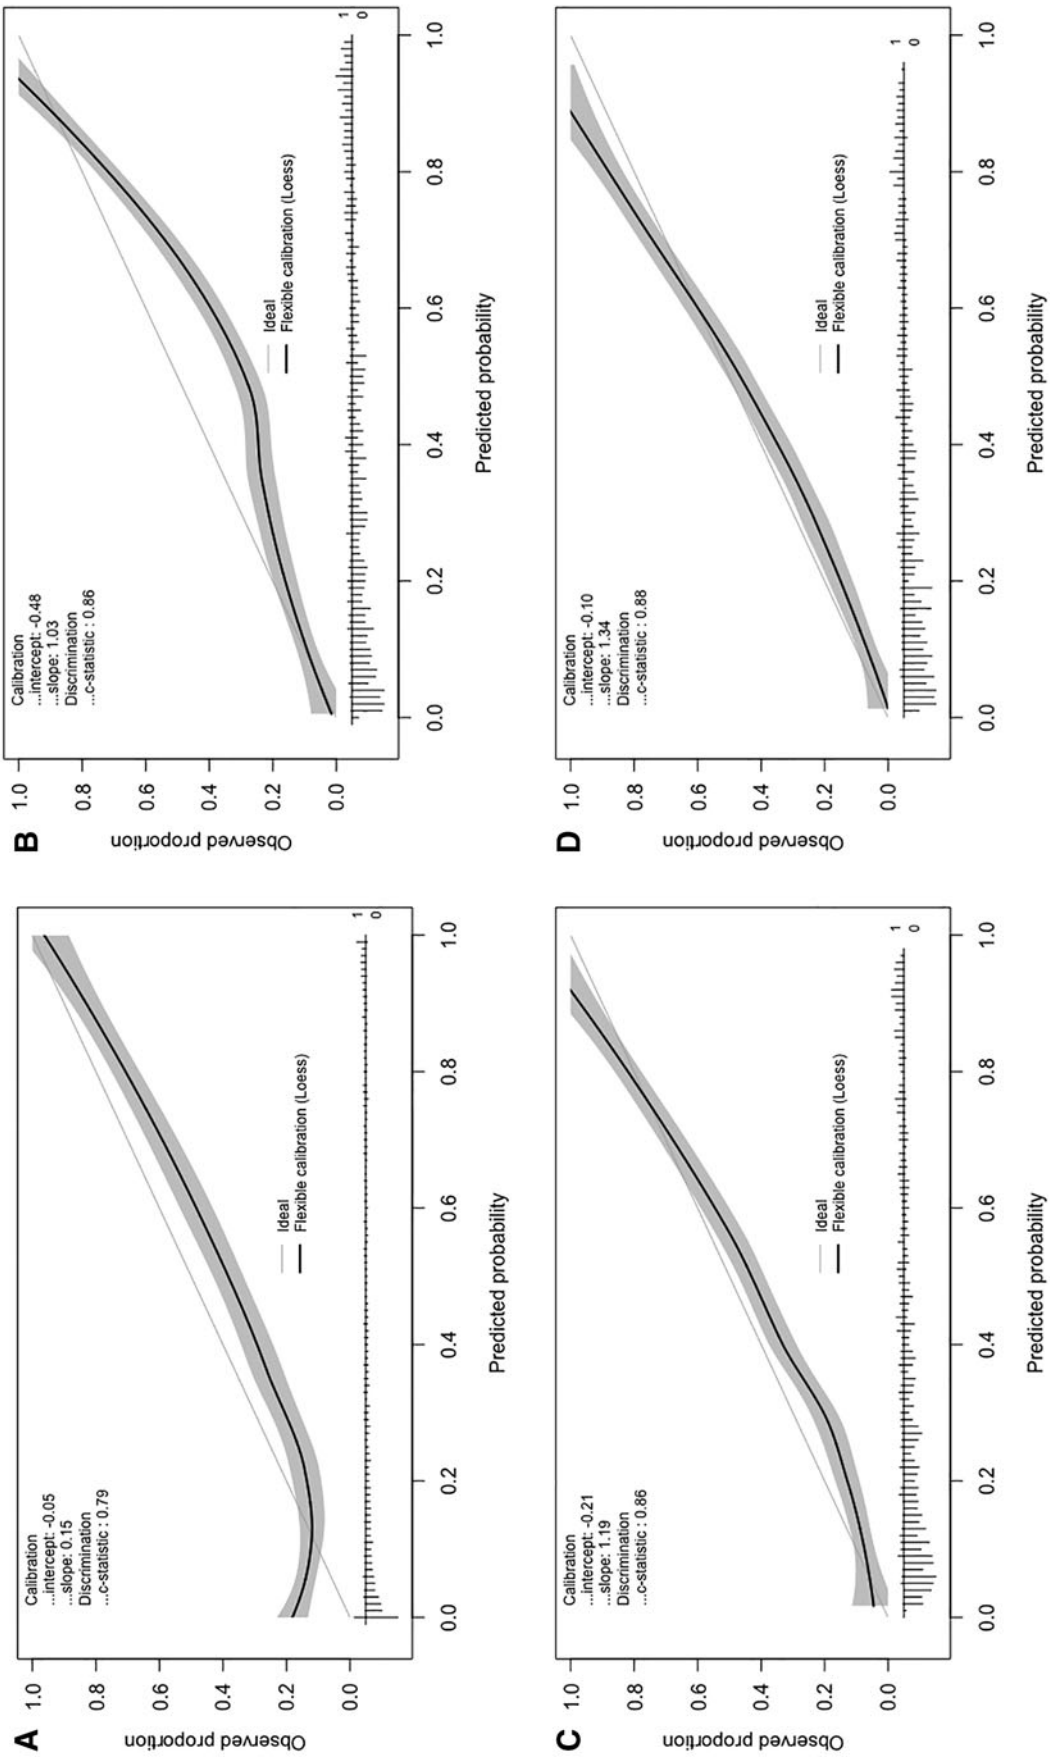 A
Calibration
...intercept: -0.05
...slope: 0.15
Discrimination
...c-statistic : 0.79
Ideal
Flexible calibration (Loess)
1
0
Observed proportion
0.0 0.2 0.4 0.6 0.8 1.0
0.0 0.2 0.4 0.6 0.8 1.0
Predicted probability
B
Calibration
...intercept: -0.48
...slope: 1.03
Discrimination
...c-statistic : 0.86
Ideal
Flexible calibration (Loess)
1
0
Observed proportion
0.0 0.2 0.4 0.6 0.8 1.0
0.0 0.2 0.4 0.6 0.8 1.0
Predicted probability
C
Calibration
...intercept: -0.21
...slope: 1.19
Discrimination
...c-statistic : 0.86
Ideal
Flexible calibration (Loess)
1
0
Observed proportion
0.0 0.2 0.4 0.6 0.8 1.0
0.0 0.2 0.4 0.6 0.8 1.0
Predicted probability
D
Calibration
...intercept: -0.10
...slope: 1.34
Discrimination
...c-statistic : 0.88
Ideal
Flexible calibration (Loess)
1
0
Observed proportion
0.0 0.2 0.4 0.6 0.8 1.0
0.0 0.2 0.4 0.6 0.8 1.0
Predicted probability